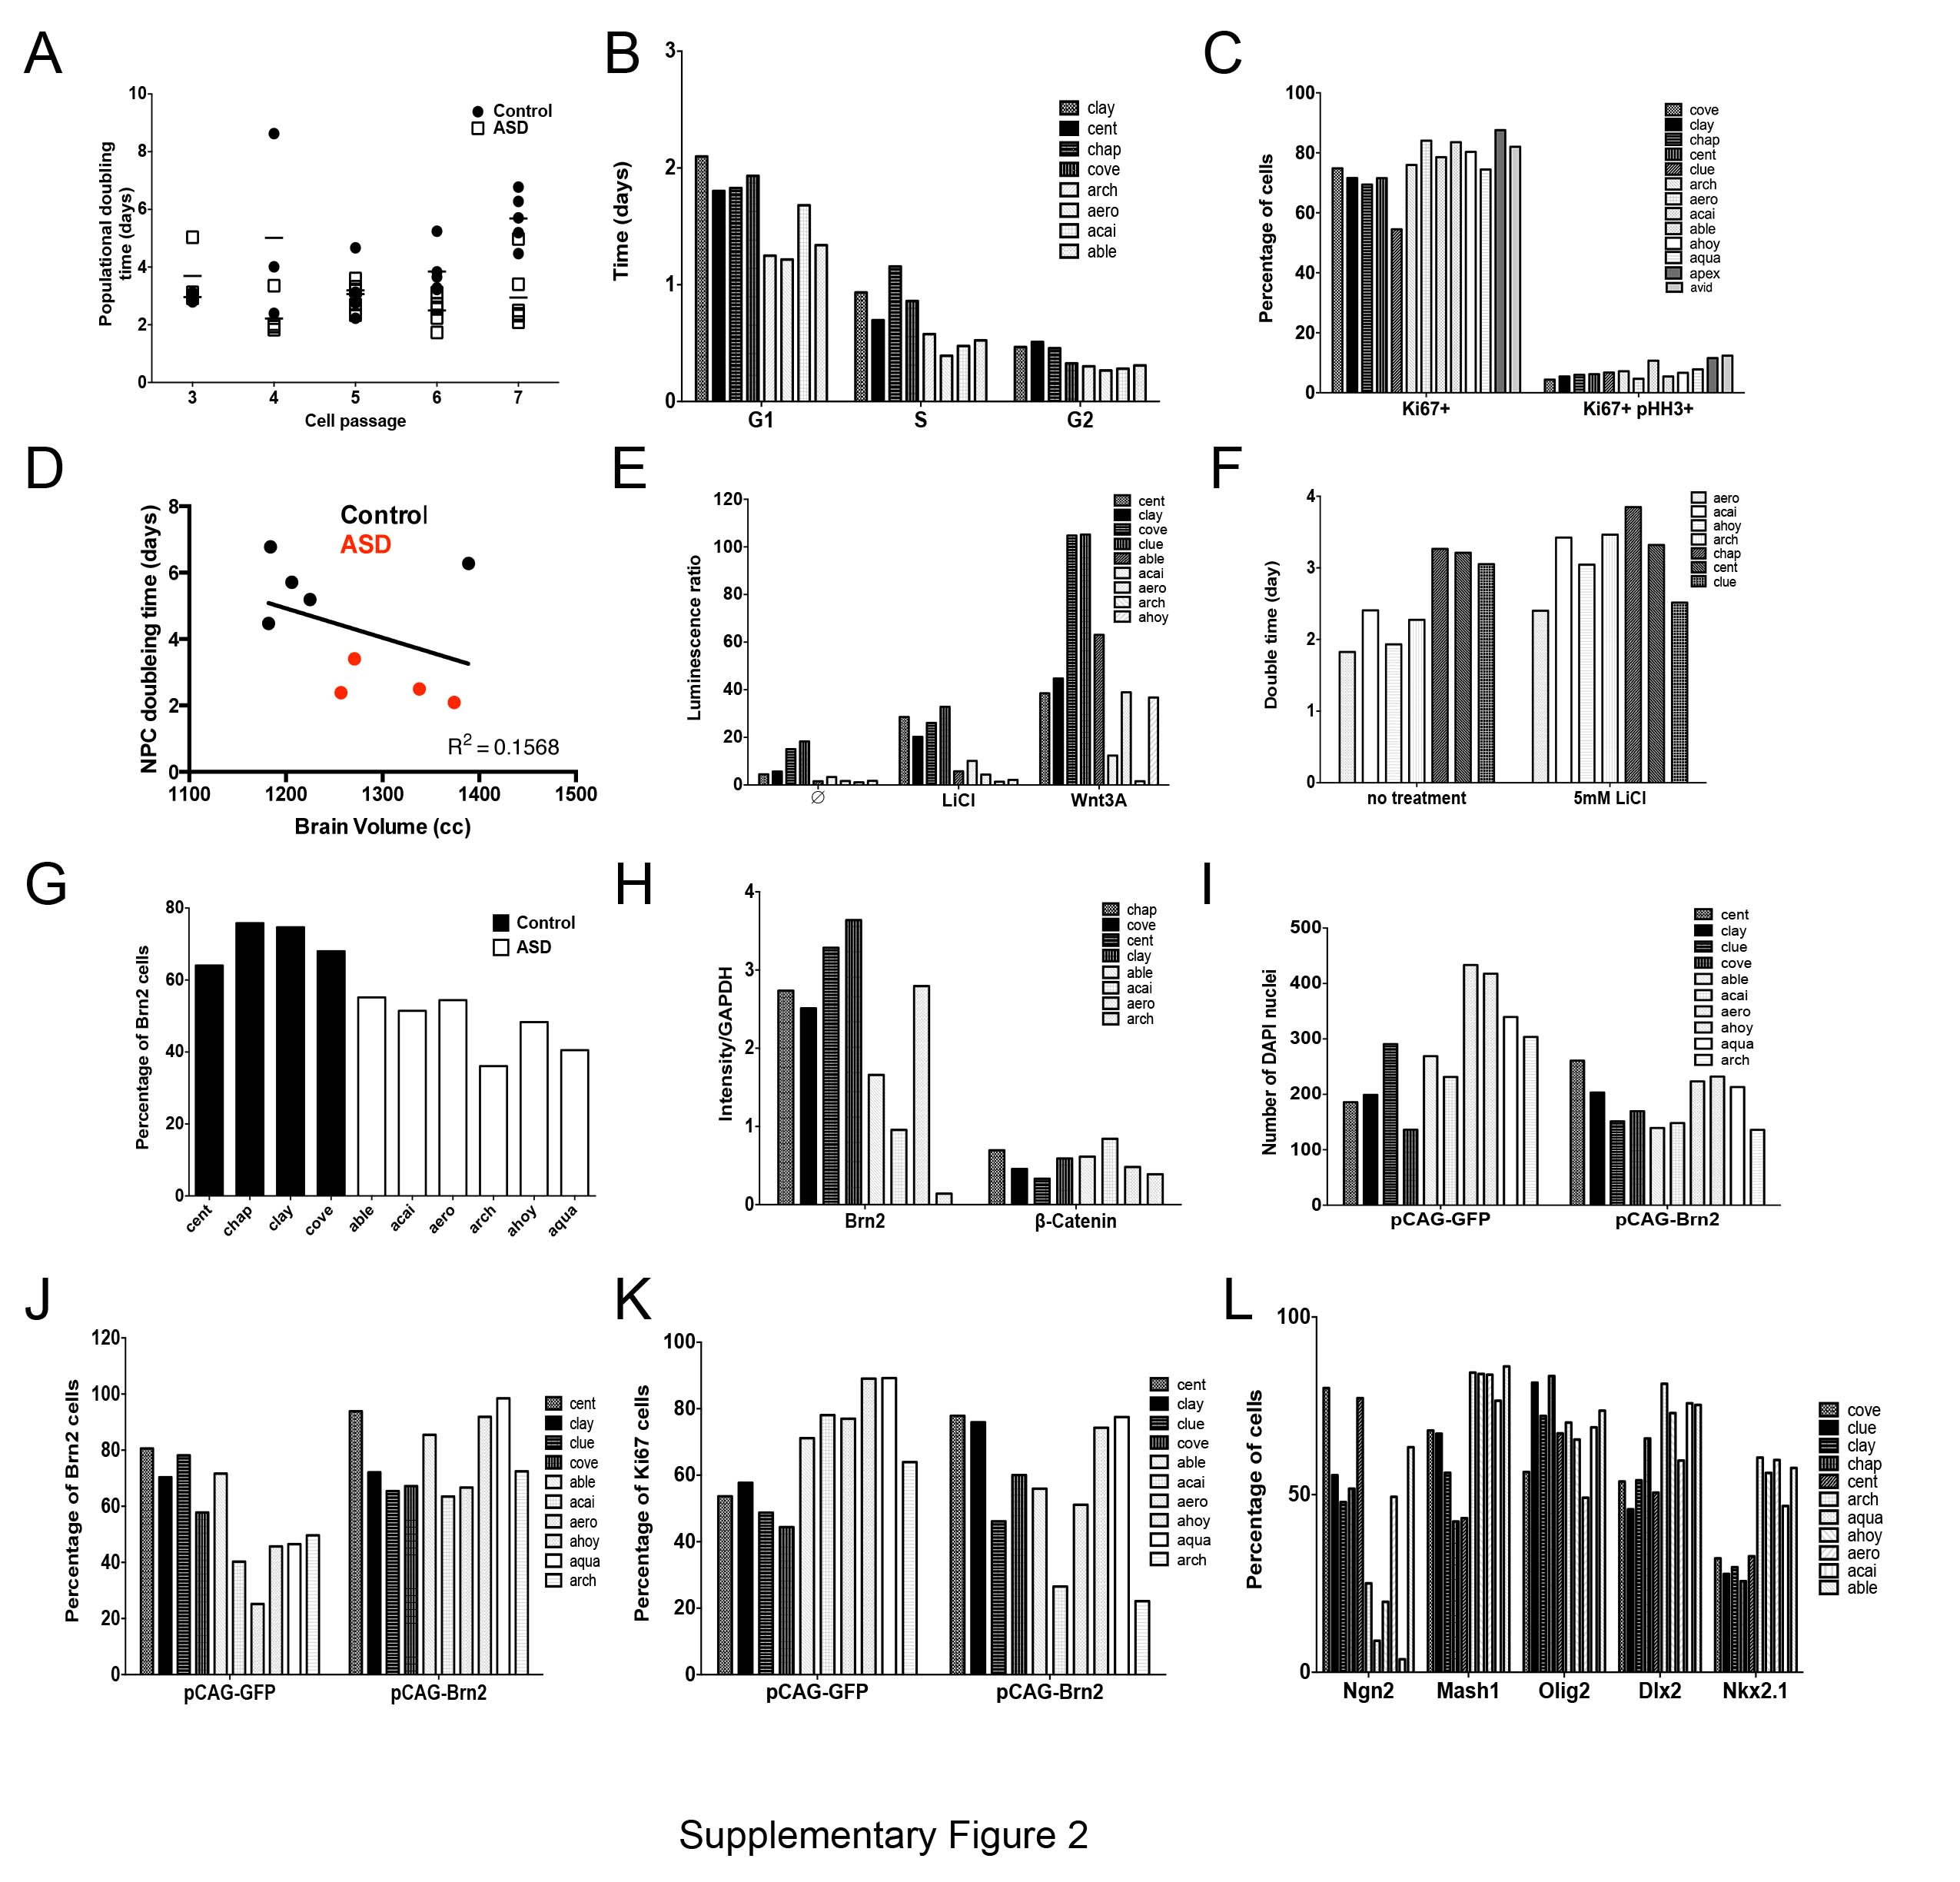 A
Populational doubling
time (days)
10
8
6
4
2
0
Control
ASD
3 4 5 6 7
Cell passage
B
Time (days)
3
2
1
0
clay
cent
chap
cove
arch
aero
acai
able
G1 S G2
C
Percentage of cells
100
80
60
40
20
0
cove
clay
chap
cent
clue
arch
aero
acai
able
ahoy
aqua
apex
avid
Ki67+ Ki67+ pHH3+
D
NPC doubleing time (days)
8
6
4
2
0
Control
ASD
R² = 0.1568
1100 1200 1300 1400 1500
Brain Volume (cc)
E
Luminescence ratio
120
100
80
60
40
20
0
cent
clay
cove
clue
able
acai
aero
arch
ahoy
∅ LiCl Wnt3A
F
Double time (day)
4
3
2
1
0
aero
acai
ahoy
arch
chap
cent
clue
no treatment 5mM LiCl
G
Percentage of Brn2 cells
80
60
40
20
0
Control
ASD
cent chap clay cove able acai aero arch ahoy aqua
H
Intensity/GAPDH
4
3
2
1
0
chap
cove
cent
clay
able
acai
aero
arch
Brn2 β-Catenin
I
Number of DAPI nuclei
500
400
300
200
100
0
cent
clay
clue
cove
able
acai
aero
ahoy
aqua
arch
pCAG-GFP pCAG-Brn2
J
Percentage of Brn2 cells
120
100
80
60
40
20
0
cent
clay
clue
cove
able
acai
aero
ahoy
aqua
arch
pCAG-GFP pCAG-Brn2
K
Percentage of Ki67 cells
100
80
60
40
20
0
cent
clay
clue
cove
able
acai
aero
ahoy
aqua
arch
pCAG-GFP pCAG-Brn2
L
Percentage of cells
100
50
0
cove
clue
clay
chap
cent
arch
aqua
ahoy
aero
acai
able
Ngn2 Mash1 Olig2 Dlx2 Nkx2.1
Supplementary Figure 2